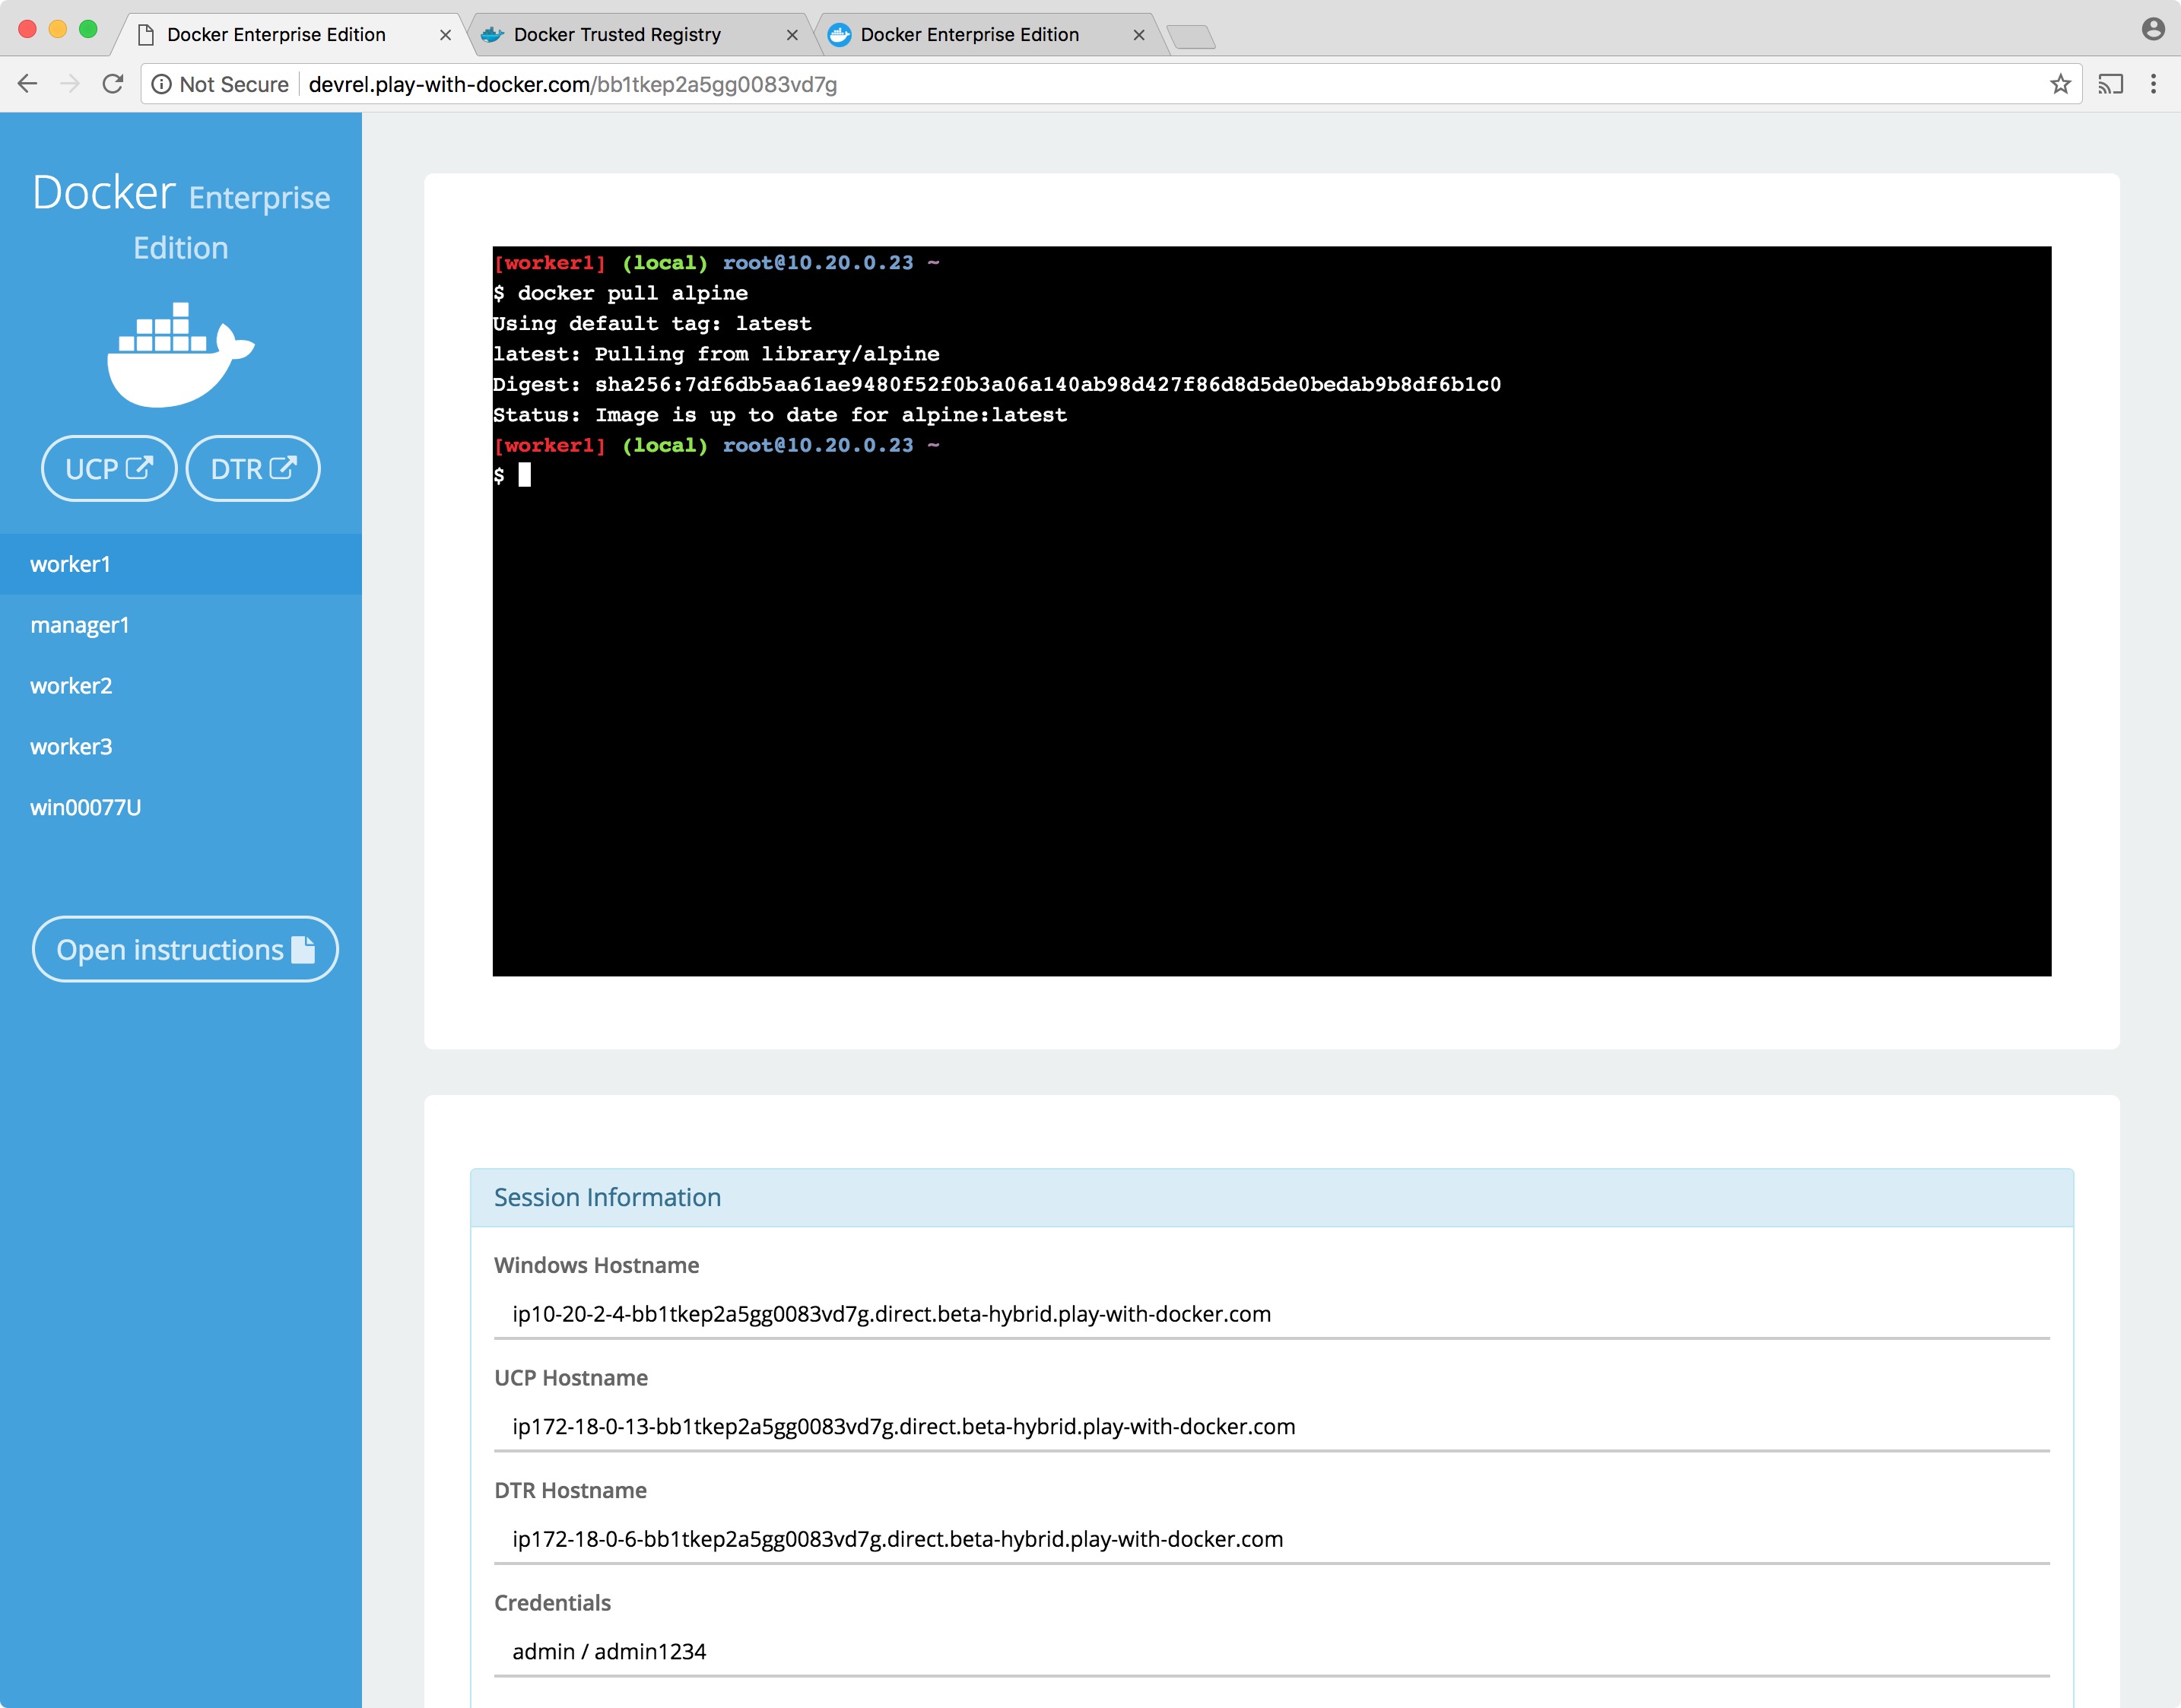 Docker Enterprise Edition
Docker Trusted Registry
Docker Enterprise Edition
Not Secure devrel.play-with-docker.com/bb1tkep2a5gg0083vd7g
Docker Enterprise
Edition
UCP
DTR
worker1
manager1
worker2
worker3
win00077U
Open instructions
[worker1] (local) root@10.20.0.23 ~
$ docker pull alpine
Using default tag: latest
latest: Pulling from library/alpine
Digest: sha256:7df6db5aa61ae9480f52f0b3a06a140ab98d427f86d8d5de0bedab9b8df6b1c0
Status: Image is up to date for alpine:latest
[worker1] (local) root@10.20.0.23 ~
$
Session Information
Windows Hostname
ip10-20-2-4-bb1tkep2a5gg0083vd7g.direct.beta-hybrid.play-with-docker.com
UCP Hostname
ip172-18-0-13-bb1tkep2a5gg0083vd7g.direct.beta-hybrid.play-with-docker.com
DTR Hostname
ip172-18-0-6-bb1tkep2a5gg0083vd7g.direct.beta-hybrid.play-with-docker.com
Credentials
admin / admin1234